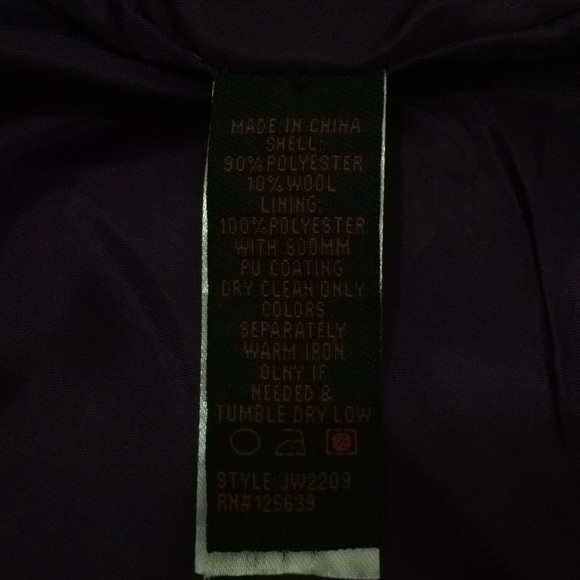 MADE IN CHINA
SHELL:
90%POLYESTER
10%WOOL
LINING:
100%POLYESTER
WITH 600MM
PU COATING
DRY CLEAN ONLY
COLORS
SEPARATELY
WARM IRON
OLNY IF
NEEDED &
TUMBLE DRY LOW
STYLE:JW2209
RN#125639